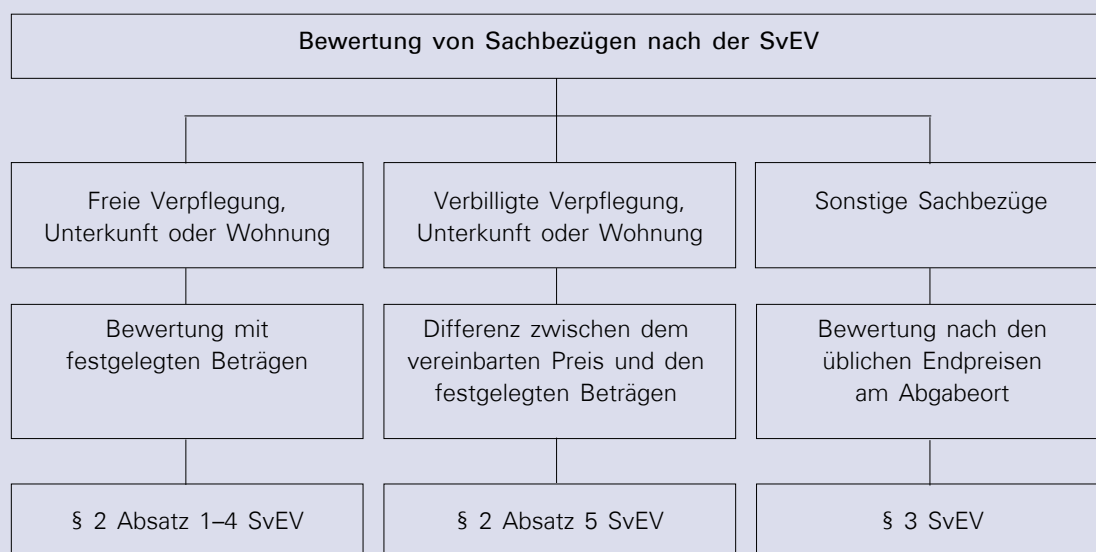 Bewertung von Sachbezügen nach der SvEV
Freie Verpflegung,
Unterkunft oder Wohnung
Verbilligte Verpflegung,
Unterkunft oder Wohnung
Sonstige Sachbezüge
Bewertung mit
festgelegten Beträgen
Differenz zwischen dem
vereinbarten Preis und den
festgelegten Beträgen
Bewertung nach den
üblichen Endpreisen
am Abgabeort
§ 2 Absatz 1–4 SvEV
§ 2 Absatz 5 SvEV
§ 3 SvEV